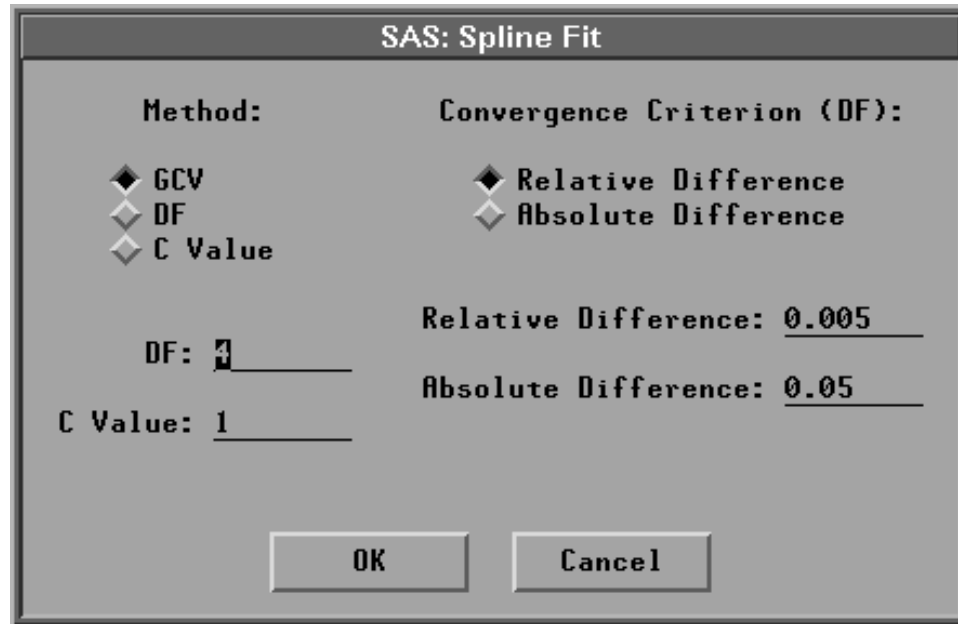 SAS: Spline Fit
Method:
GCV
DF
C Value
DF: 4
C Value: 1
Convergence Criterion (DF):
Relative Difference
Absolute Difference
Relative Difference: 0.005
Absolute Difference: 0.05
OK
Cancel